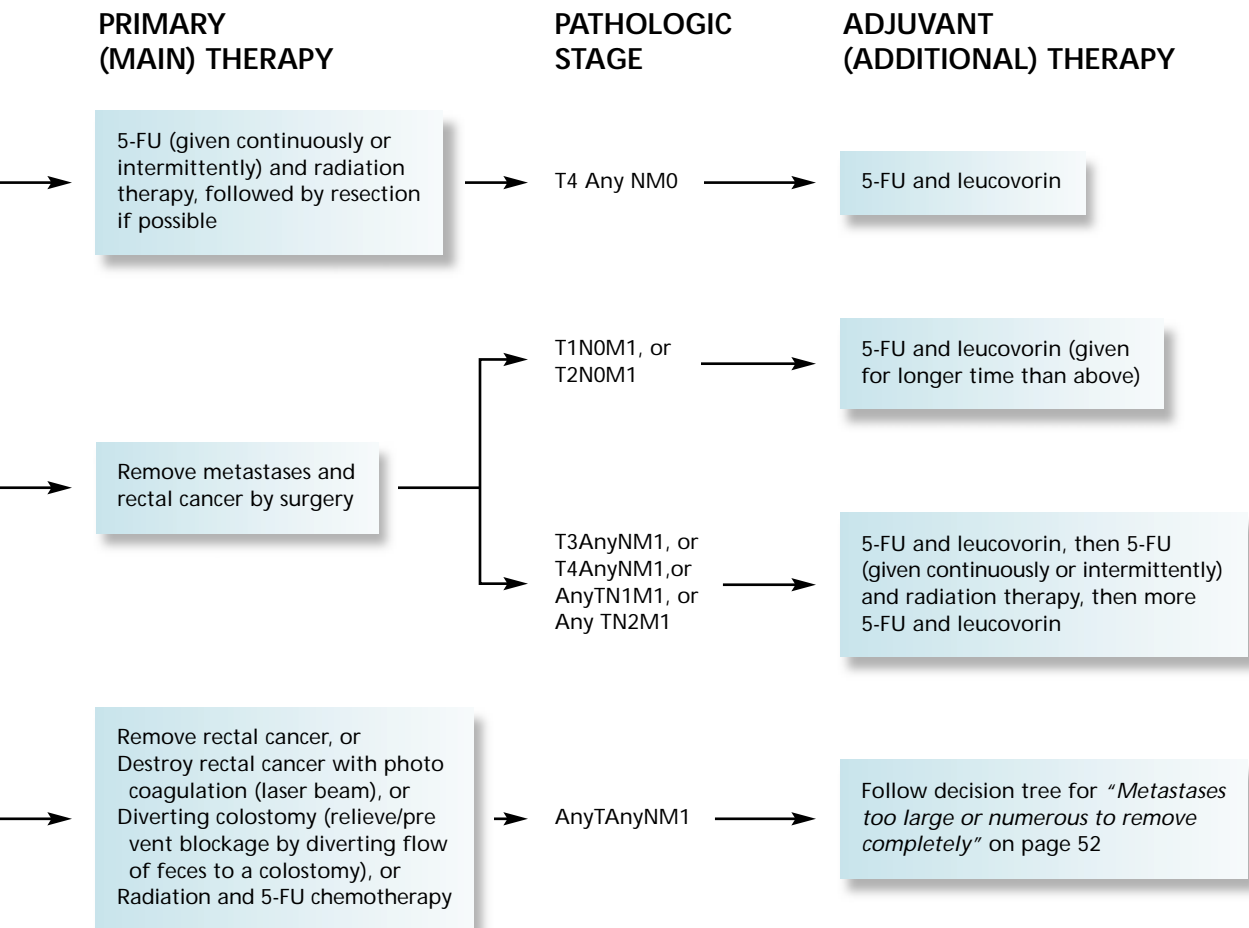 PRIMARY
(MAIN) THERAPY
PATHOLOGIC
STAGE
ADJUVANT
(ADDITIONAL) THERAPY
5-FU (given continuously or
intermittently) and radiation
therapy, followed by resection
if possible
T4 Any NM0
5-FU and leucovorin
Remove metastases and
rectal cancer by surgery
T1N0M1, or
T2N0M1
5-FU and leucovorin (given
for longer time than above)
T3AnyNM1, or
T4AnyNM1,or
AnyTN1M1, or
Any TN2M1
5-FU and leucovorin, then 5-FU
(given continuously or intermittently)
and radiation therapy, then more
5-FU and leucovorin
Remove rectal cancer, or
Destroy rectal cancer with photo
coagulation (laser beam), or
Diverting colostomy (relieve/pre
vent blockage by diverting flow
of feces to a colostomy), or
Radiation and 5-FU chemotherapy
AnyTAnyNM1
Follow decision tree for "Metastases
too large or numerous to remove
completely" on page 52